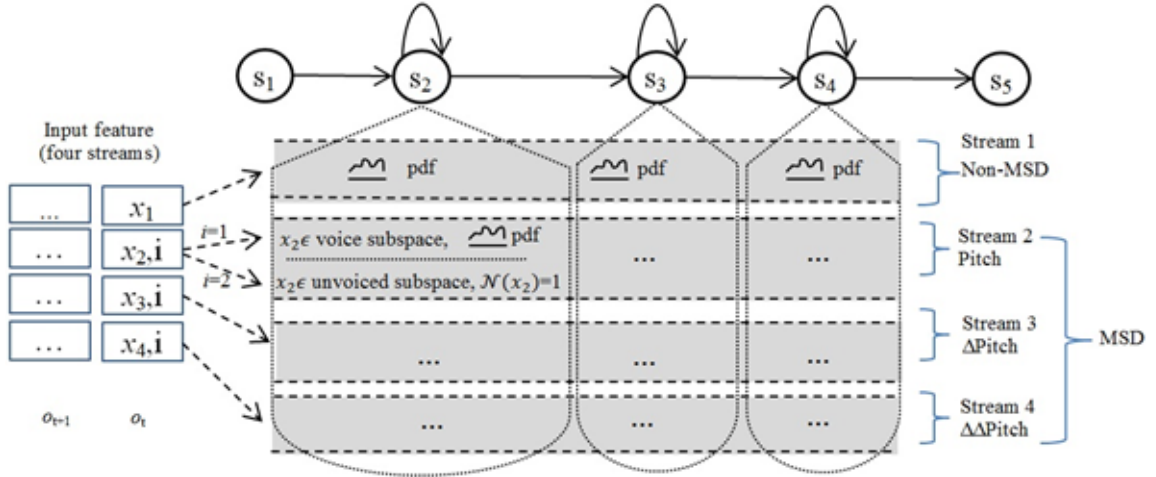 s1
s2
s3
s4
s5
Input feature
(four streams)
... x1
... x2,i
... x3,i
... x4,i
ot+1 ot
i=1
i=2
pdf
pdf
pdf
x2ϵ voice subspace, pdf
x2ϵ unvoiced subspace, 𝒩(x2)=1
... ...
... ... ...
... ... ...
Stream 1
Non-MSD
Stream 2
Pitch
Stream 3
ΔPitch
Stream 4
ΔΔPitch
MSD